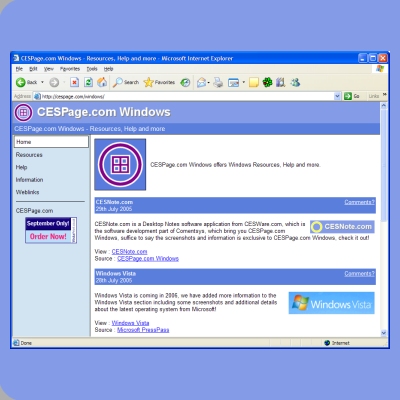 CESPage.com Windows - Resources, Help and more - Microsoft Internet Explorer
File Edit View Favorites Tools Help
Back Search Favorites
Address http://cespage.com/windows/ Go Links
CESPage.com Windows
CESPage.com Windows - Resources, Help and more
Home
Resources
Help
Information
Weblinks
CESPage.com
September Only!
Order Now!
CESPage.com Windows offers Windows Resources, Help and more.
CESNote.com Comments?
29th July 2005
CESNote.com is a Desktop Notes software application from CESWare.com, which is
the software development part of Comentsys, which bring you CESPage.com
Windows, suffice to say the screenshots and information is exclusive to CESPage.com Windows, check it out!
CESNote.com
View : CESNote.com
Source : CESPage.com Windows
Windows Vista Comments?
28th July 2005
Windows Vista is coming in 2006, we have added more information to the
Windows Vista section including some screenshots and additional details
about the latest operating system from Microsoft!
Windows Vista
View : Windows Vista
Source : Microsoft PressPass
Done Internet